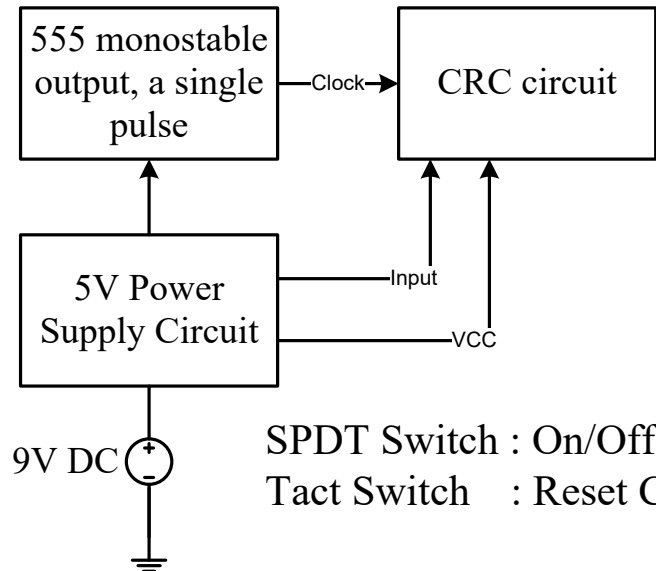 555 monostable
output, a single
pulse
Clock
CRC circuit
5V Power
Supply Circuit
Input
VCC
9V DC
+
−
SPDT Switch : On/Off
Tact Switch : Reset